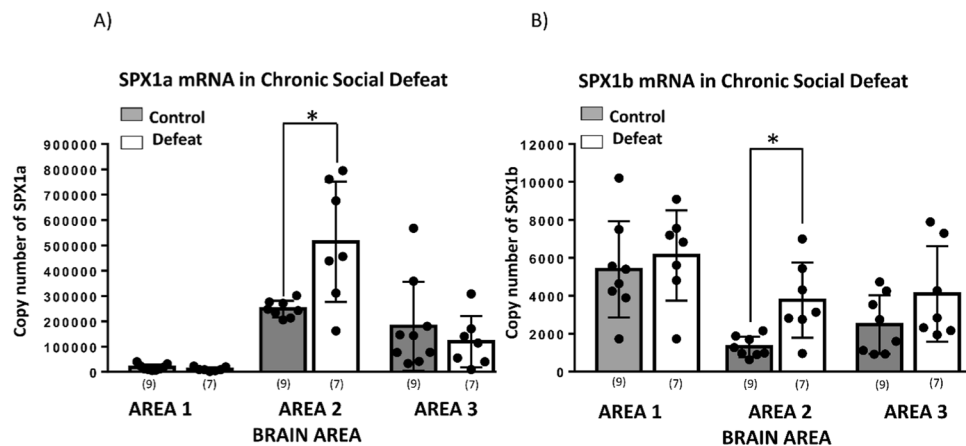 A)
SPX1a mRNA in Chronic Social Defeat
Control
Defeat
Copy number of SPX1a
900000
800000
700000
600000
500000
400000
300000
200000
100000
0
*
(9) (7) (9) (7) (9) (7)
AREA 1 AREA 2 AREA 3
BRAIN AREA
B)
SPX1b mRNA in Chronic Social Defeat
Control
Defeat
Copy number of SPX1b
12000
10000
8000
6000
4000
2000
0
*
(9) (7) (9) (7) (9) (7)
AREA 1 AREA 2 AREA 3
BRAIN AREA